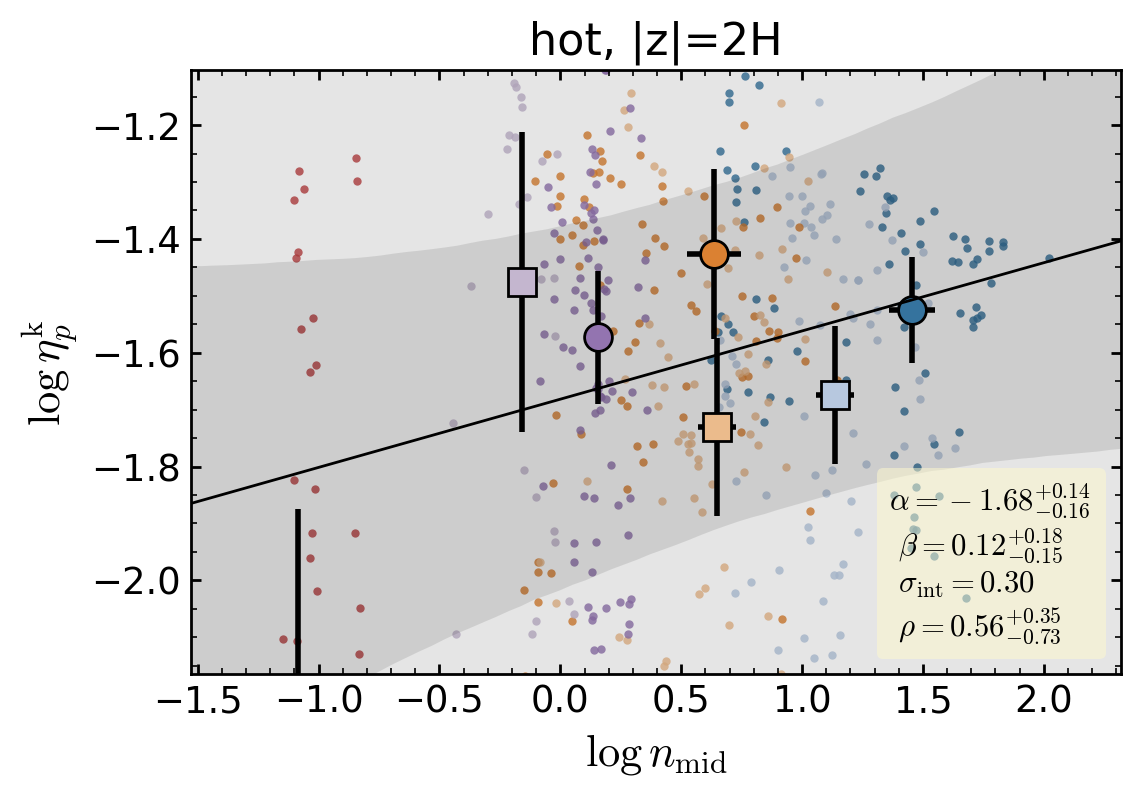 hot, |z|=2H
−1.2
−1.4
−1.6
−1.8
−2.0
log η_p^k
α = −1.68^{+0.14}_{−0.16}
β = 0.12^{+0.18}_{−0.15}
σ_int = 0.30
ρ = 0.56^{+0.35}_{−0.73}
−1.5 −1.0 −0.5 0.0 0.5 1.0 1.5 2.0
log n_mid